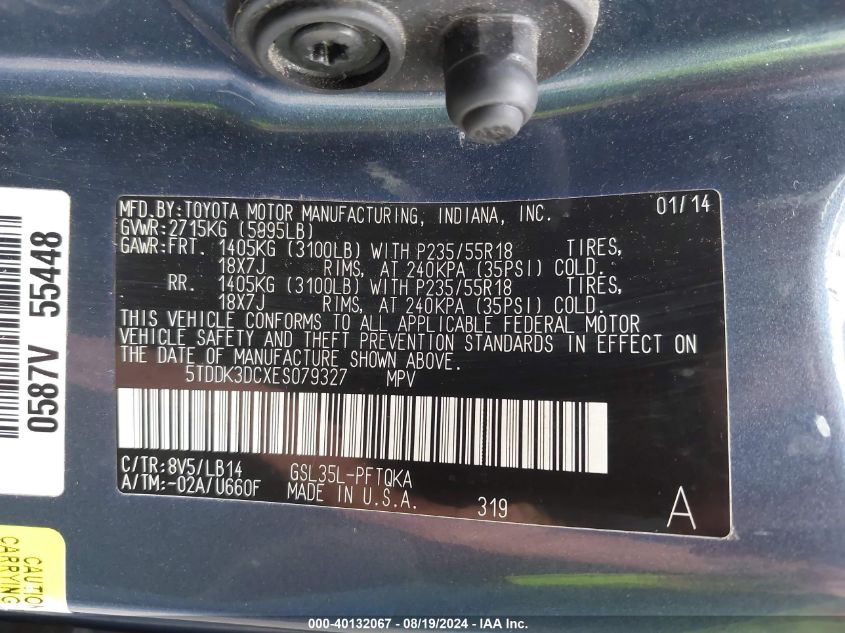 MFD.BY:TOYOTA MOTOR MANUFACTURING, INDIANA, INC. 01/14
GVWR:2715KG (5995LB)
GAWR:FRT. 1405KG (3100LB) WITH P235/55R18 TIRES,
18X7J RIMS, AT 240KPA (35PSI) COLD.
RR. 1405KG (3100LB) WITH P235/55R18 TIRES,
18X7J RIMS, AT 240KPA (35PSI) COLD.
THIS VEHICLE CONFORMS TO ALL APPLICABLE FEDERAL MOTOR
VEHICLE SAFETY AND THEFT PREVENTION STANDARDS IN EFFECT ON
THE DATE OF MANUFACTURE SHOWN ABOVE.
5TDDK3DCXES079327 MPV
C/TR:8V5/LB14 GSL35L-PFTQKA
A/TM:-02A/U660F MADE IN U.S.A. 319 A
0587V 55448
CAUTIO
CARRYING
000-40132067 - 08/19/2024 - IAA Inc.